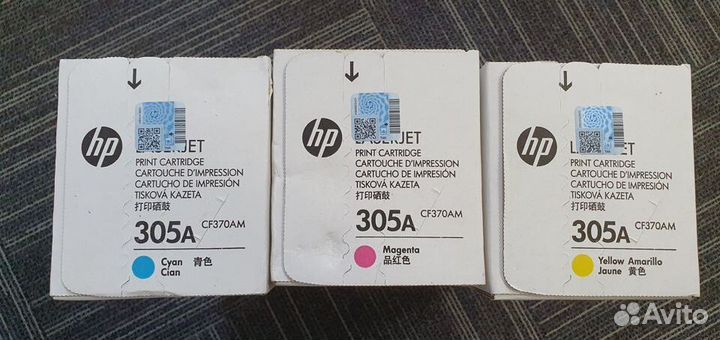 hp
LASERJET
PRINT CARTRIDGE
CARTOUCHE D'IMPRESSION
CARTUCHO DE IMPRESIÓN
TISKOVÁ KAZETA
打印硒鼓
305A CF370AM
Cyan 青色
Cian
hp
LASERJET
PRINT CARTRIDGE
CARTOUCHE D'IMPRESSION
CARTUCHO DE IMPRESIÓN
TISKOVÁ KAZETA
打印硒鼓
305A CF370AM
Magenta
品红色
hp
PRINT CARTRIDGE
CARTOUCHE D'IMPRESSION
CARTUCHO DE IMPRESIÓN
TISKOVÁ KAZETA
打印硒鼓
305A CF370AM
Yellow Amarillo
Jaune 黄色
Avito